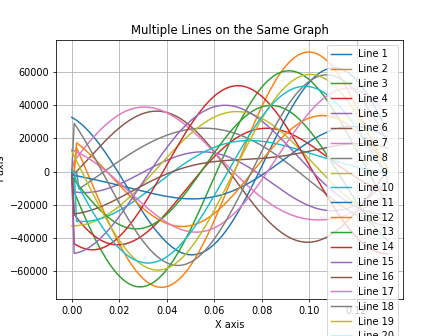 Multiple Lines on the Same Graph
60000
40000
20000
0
−20000
−40000
−60000
0.00
0.02
0.04
0.06
0.08
0.10
X axis
Line 1
Line 2
Line 3
Line 4
Line 5
Line 6
Line 7
Line 8
Line 9
Line 10
Line 11
Line 12
Line 13
Line 14
Line 15
Line 16
Line 17
Line 18
Line 19
Line 20